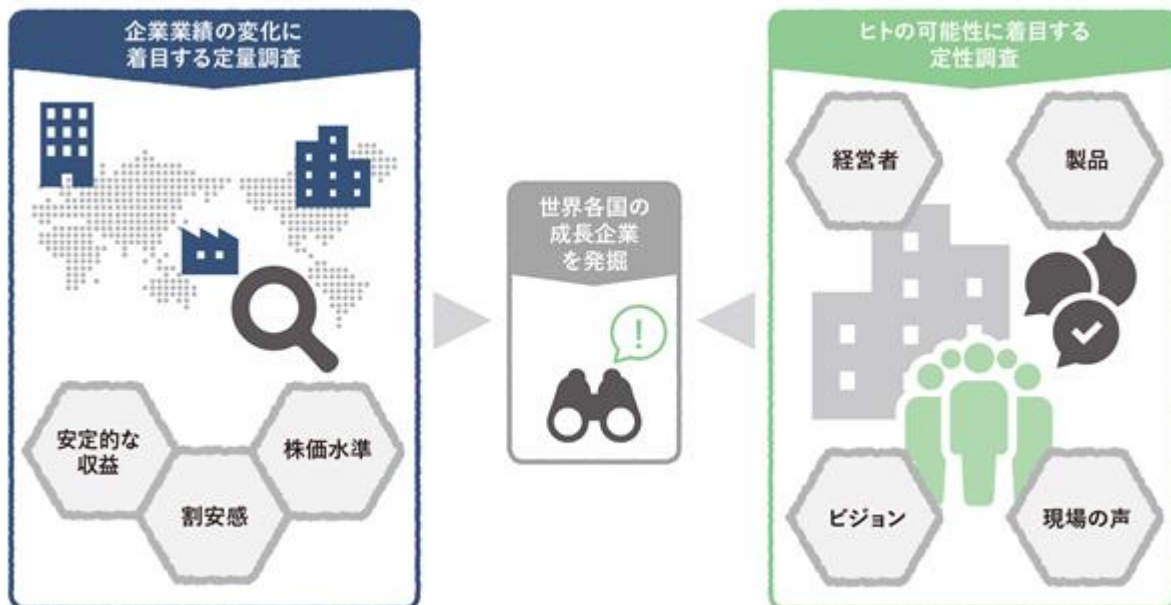 企業業績の変化に
着目する定量調査
安定的な
収益
割安感
株価水準
世界各国の
成長企業
を発掘
!
ヒトの可能性に着目する
定性調査
経営者
製品
ビジョン
現場の声